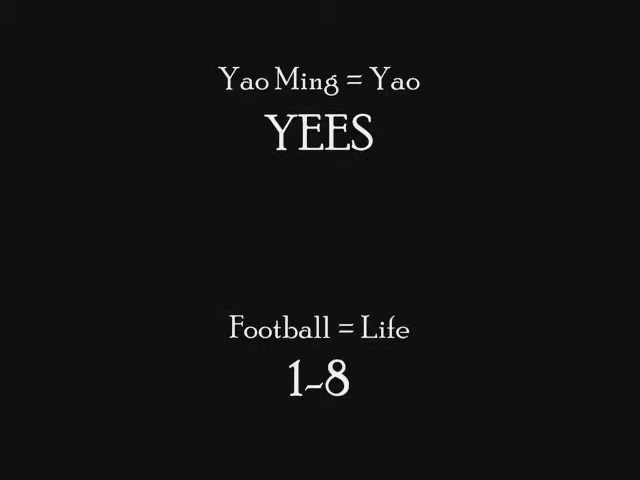 Yao Ming = Yao
YEES
Football = Life
1-8